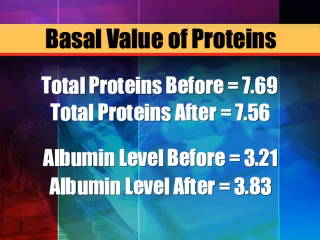 Basal Value of Proteins
Total Proteins Before = 7.69
Total Proteins After = 7.56
Albumin Level Before = 3.21
Albumin Level After = 3.83